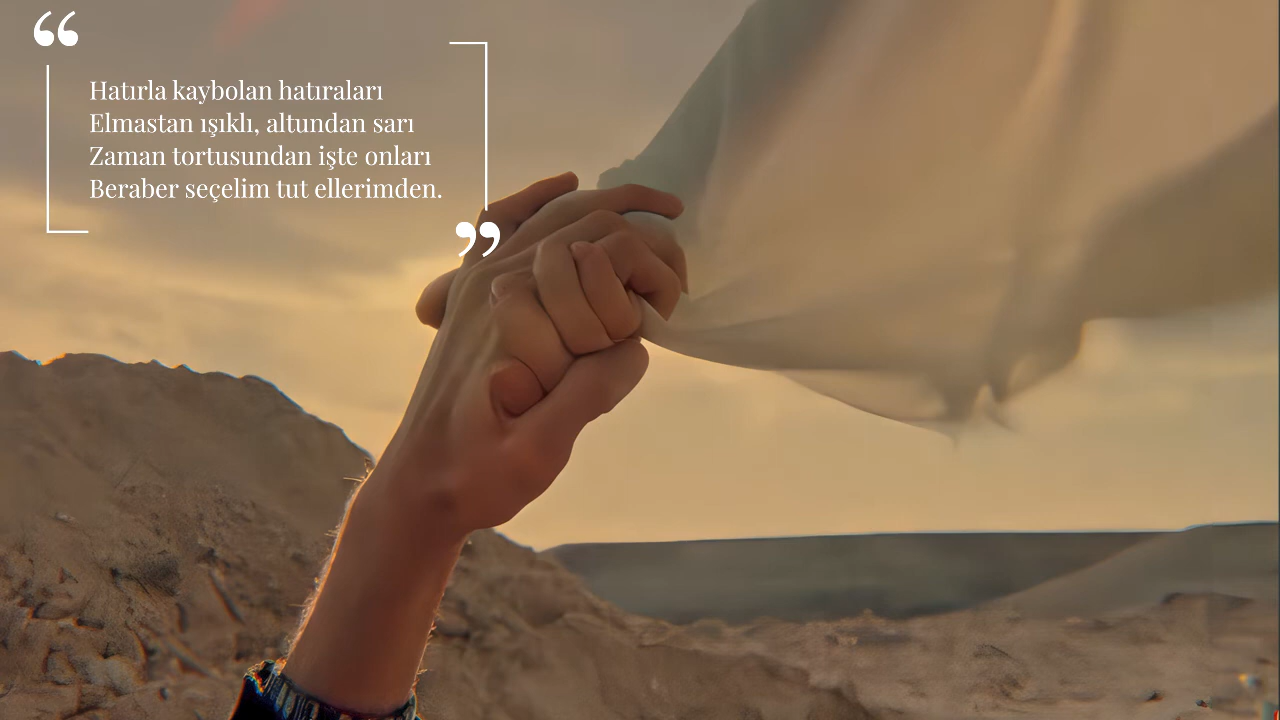 “
Hatırla kaybolan hatıraları
Elmastan ışıklı, altundan sarı
Zaman tortusundan işte onları
Beraber seçelim tut ellerimden.
”